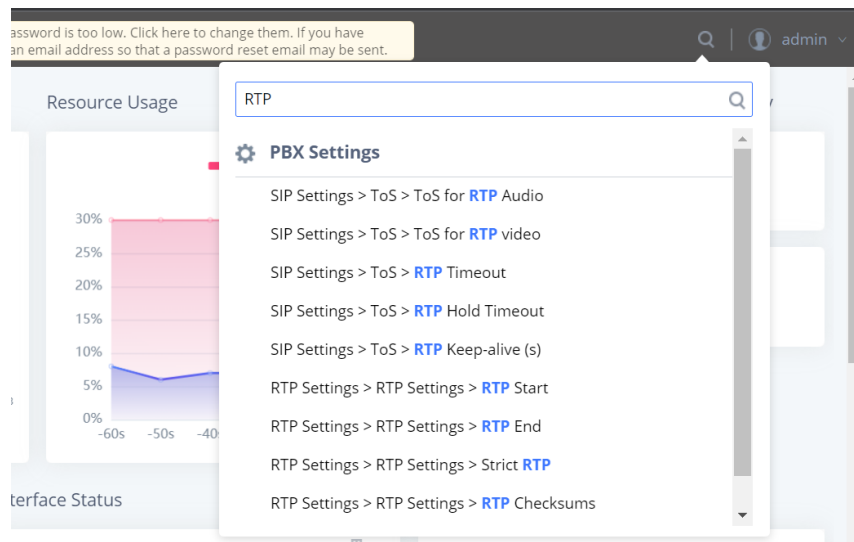 assword is too low. Click here to change them. If you have
an email address so that a password reset email may be sent.
admin
Resource Usage
RTP
PBX Settings
SIP Settings > ToS > ToS for RTP Audio
SIP Settings > ToS > ToS for RTP video
SIP Settings > ToS > RTP Timeout
SIP Settings > ToS > RTP Hold Timeout
SIP Settings > ToS > RTP Keep-alive (s)
RTP Settings > RTP Settings > RTP Start
RTP Settings > RTP Settings > RTP End
RTP Settings > RTP Settings > Strict RTP
RTP Settings > RTP Settings > RTP Checksums
30%
25%
20%
15%
10%
5%
0%
-60s -50s -40
terface Status